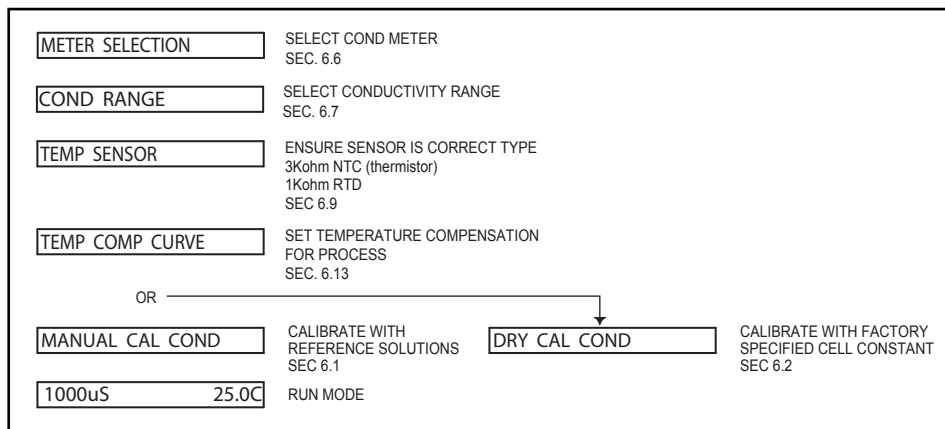 METER SELECTION
SELECT COND METER
SEC. 6.6
COND RANGE
SELECT CONDUCTIVITY RANGE
SEC. 6.7
TEMP SENSOR
ENSURE SENSOR IS CORRECT TYPE
3Kohm NTC (thermistor)
1Kohm RTD
SEC 6.9
TEMP COMP CURVE
SET TEMPERATURE COMPENSATION
FOR PROCESS
SEC. 6.13
OR
MANUAL CAL COND
CALIBRATE WITH
REFERENCE SOLUTIONS
SEC 6.1
DRY CAL COND
CALIBRATE WITH FACTORY
SPECIFIED CELL CONSTANT
SEC 6.2
1000uS 25.0C
RUN MODE